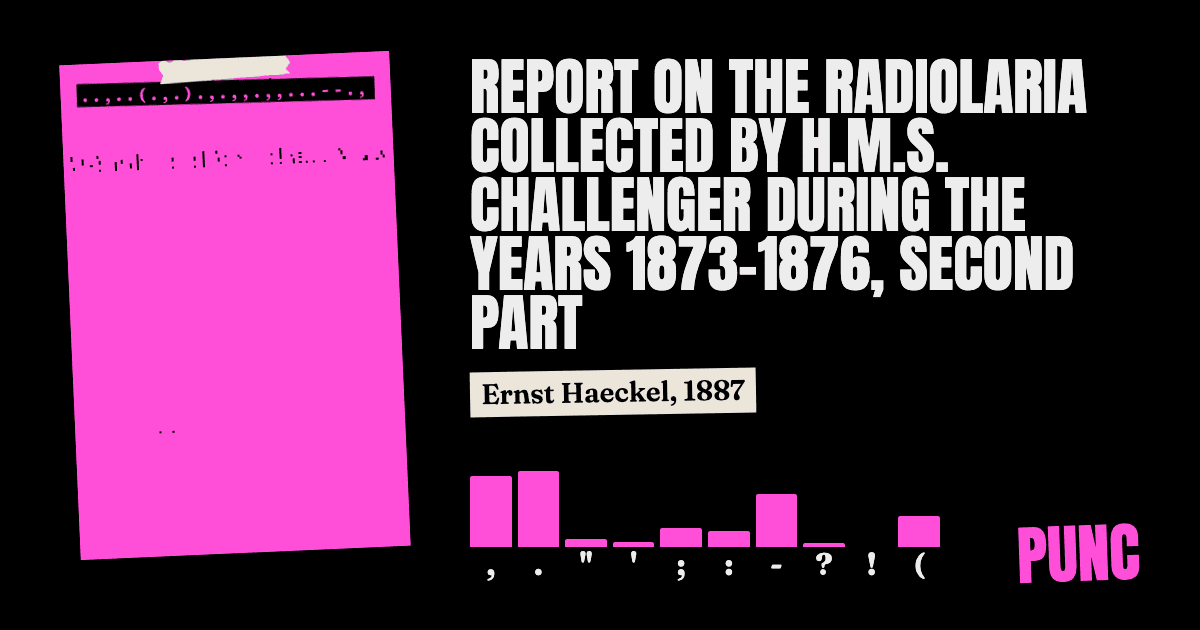 ..,..(.,.).,.,,.,,...--.,
REPORT ON THE RADIOLARIA
COLLECTED BY H.M.S.
CHALLENGER DURING THE
YEARS 1873-1876, SECOND
PART
Ernst Haeckel, 1887
, . " ' ; : - ? ! (
PUNC